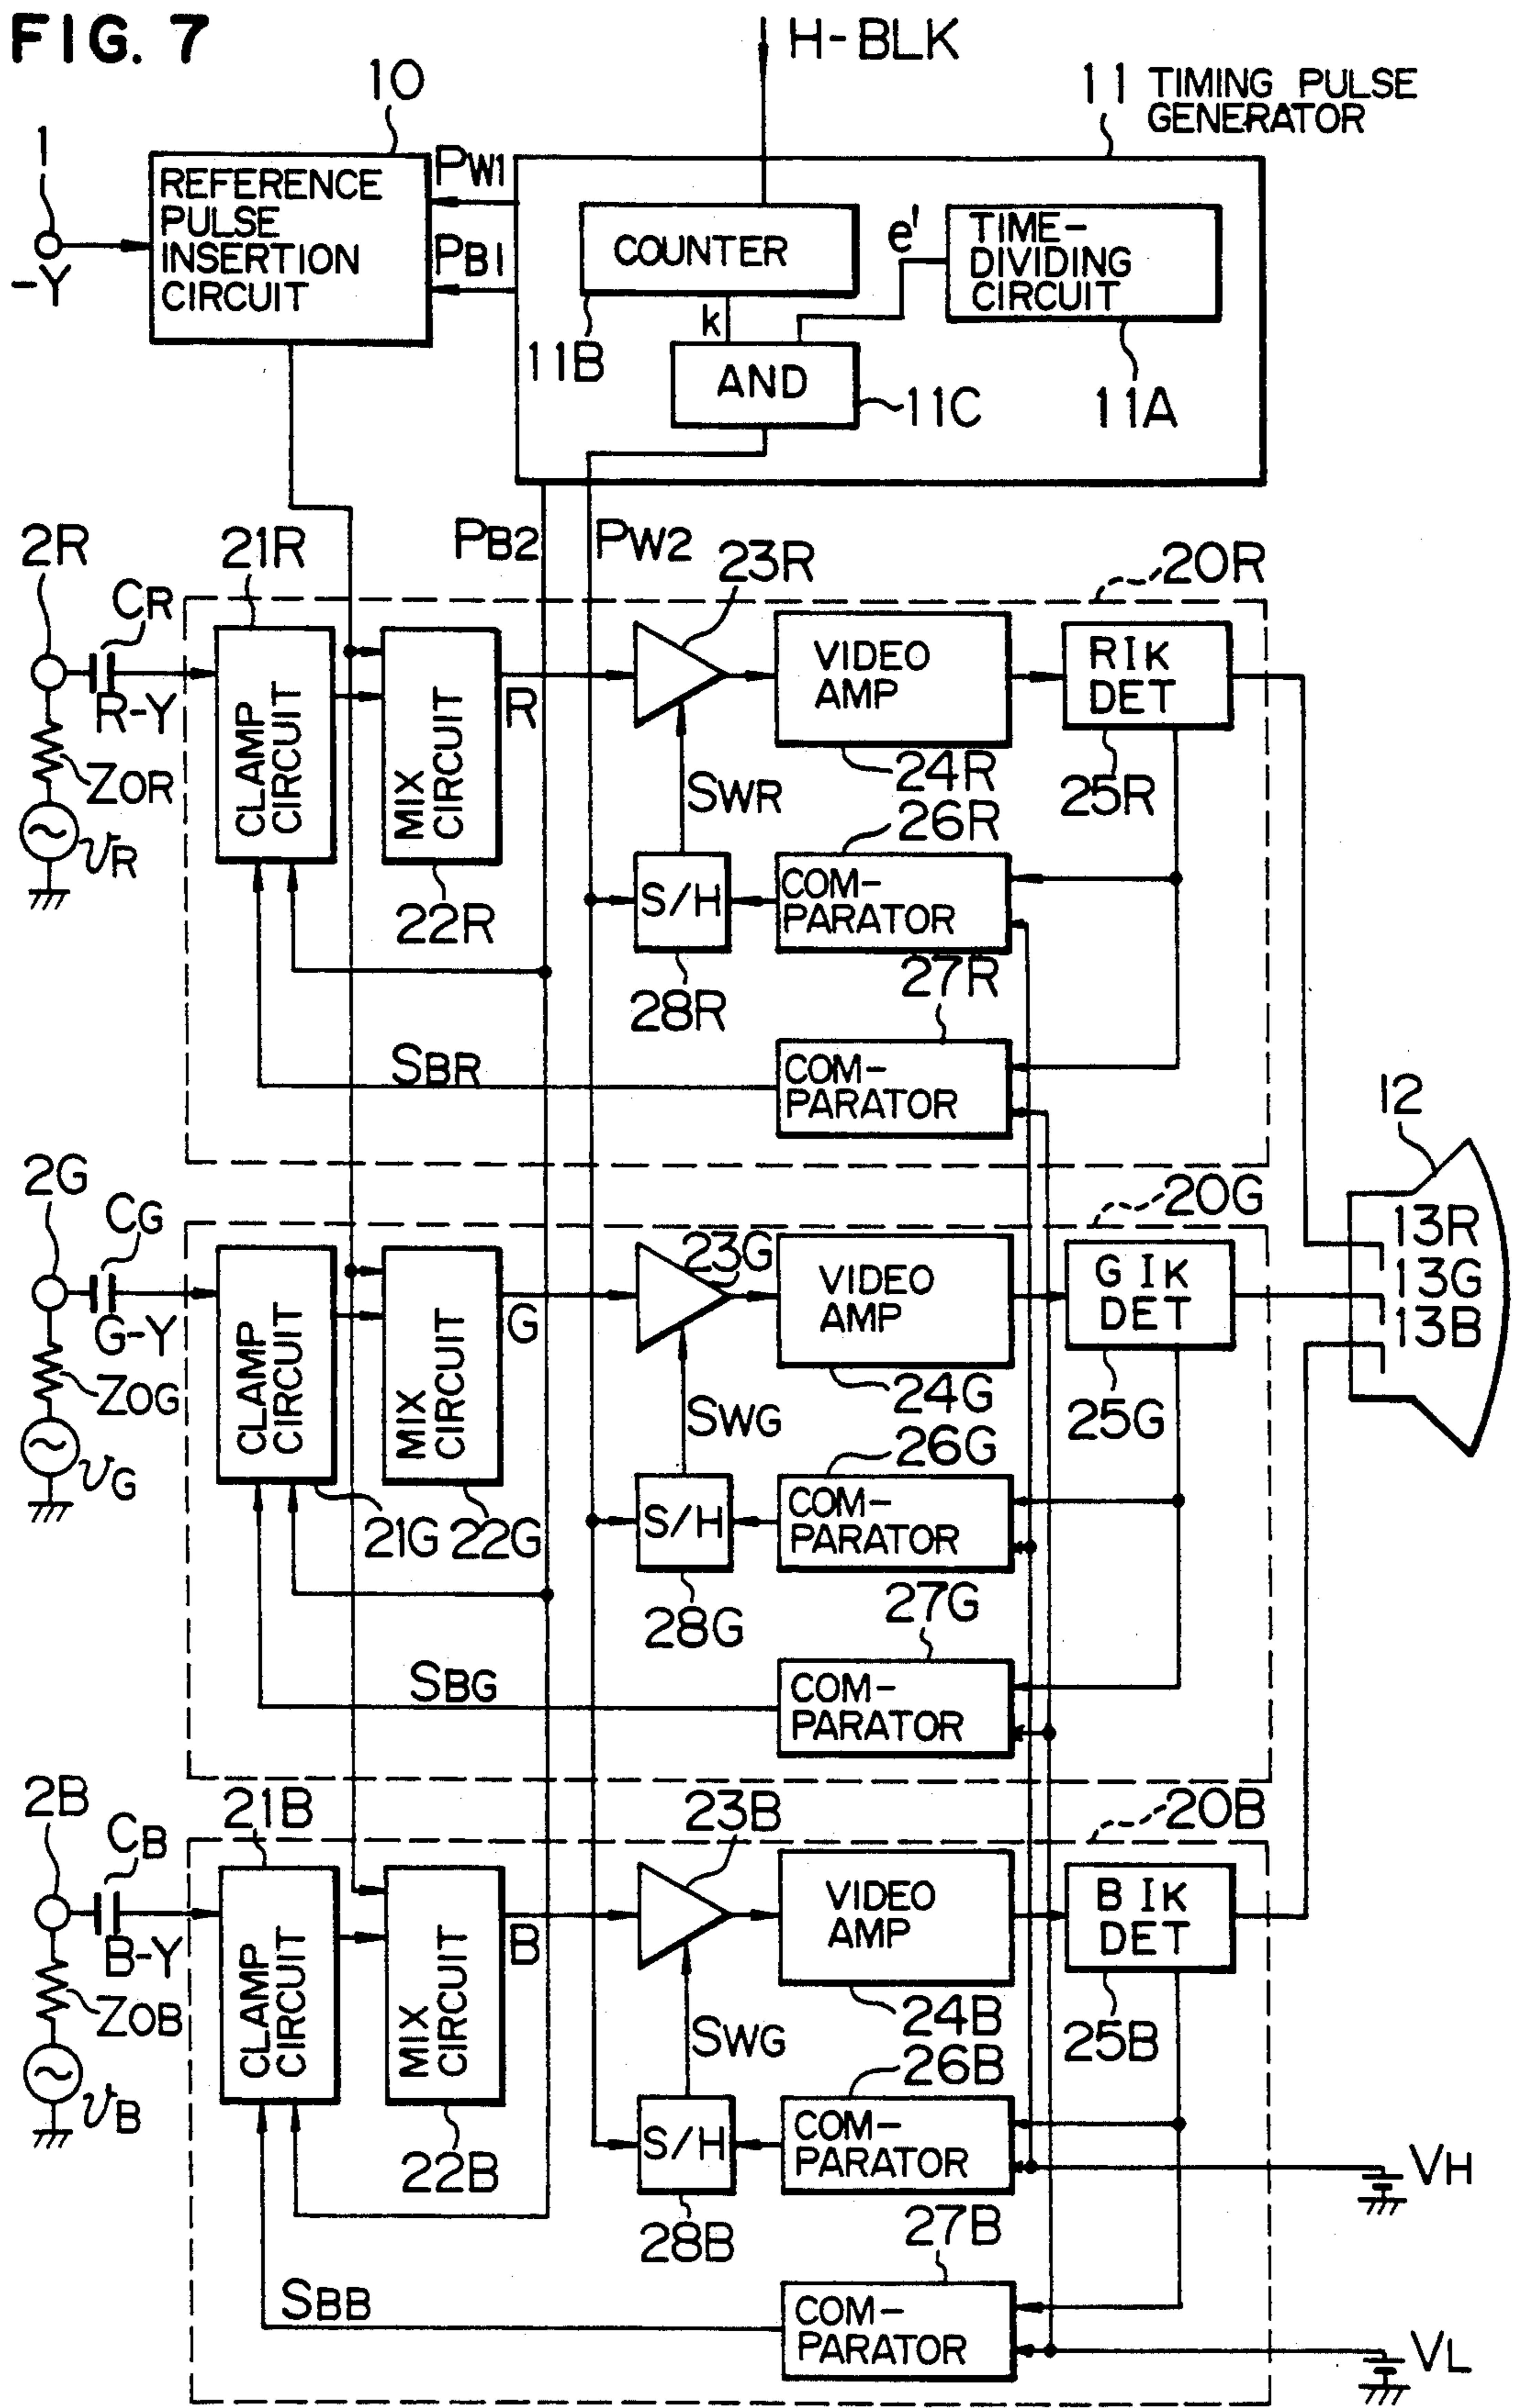 FIG. 7
H-BLK
10
11 TIMING PULSE
GENERATOR
1
-Y
REFERENCE
PULSE
INSERTION
CIRCUIT
PW1
PB1
COUNTER
e'
TIME-
DIVIDING
CIRCUIT
k
11B
AND
11C
11A
PB2
PW2
2R
CR
R-Y
ZOR
VR
21R
CLAMP
CIRCUIT
MIX
CIRCUIT
22R
R
23R
VIDEO
AMP
24R
20R
RIK
DET
25R
SWR
26R
S/H
COM-
PARATOR
28R
27R
SBR
COM-
PARATOR
12
13R
13G
13B
2G
CG
G-Y
ZOG
VG
CLAMP
CIRCUIT
MIX
CIRCUIT
21G
22G
G
23G
VIDEO
AMP
24G
20G
G IK
DET
25G
SWG
26G
S/H
COM-
PARATOR
28G
27G
SBG
COM-
PARATOR
2B
CB
B-Y
ZOB
VB
21B
CLAMP
CIRCUIT
MIX
CIRCUIT
22B
B
23B
VIDEO
AMP
24B
20B
B IK
DET
25B
SWG
26B
S/H
COM-
PARATOR
28B
27B
VH
SBB
COM-
PARATOR
VL